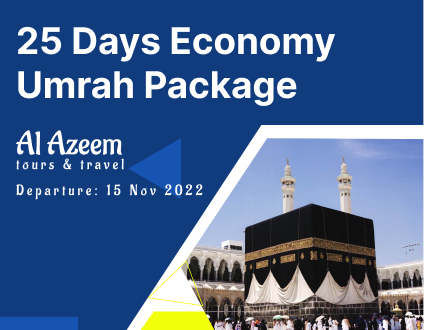 25 Days Economy
Umrah Package
Al Azeem
tours & travel
Departure: 15 Nov 2022